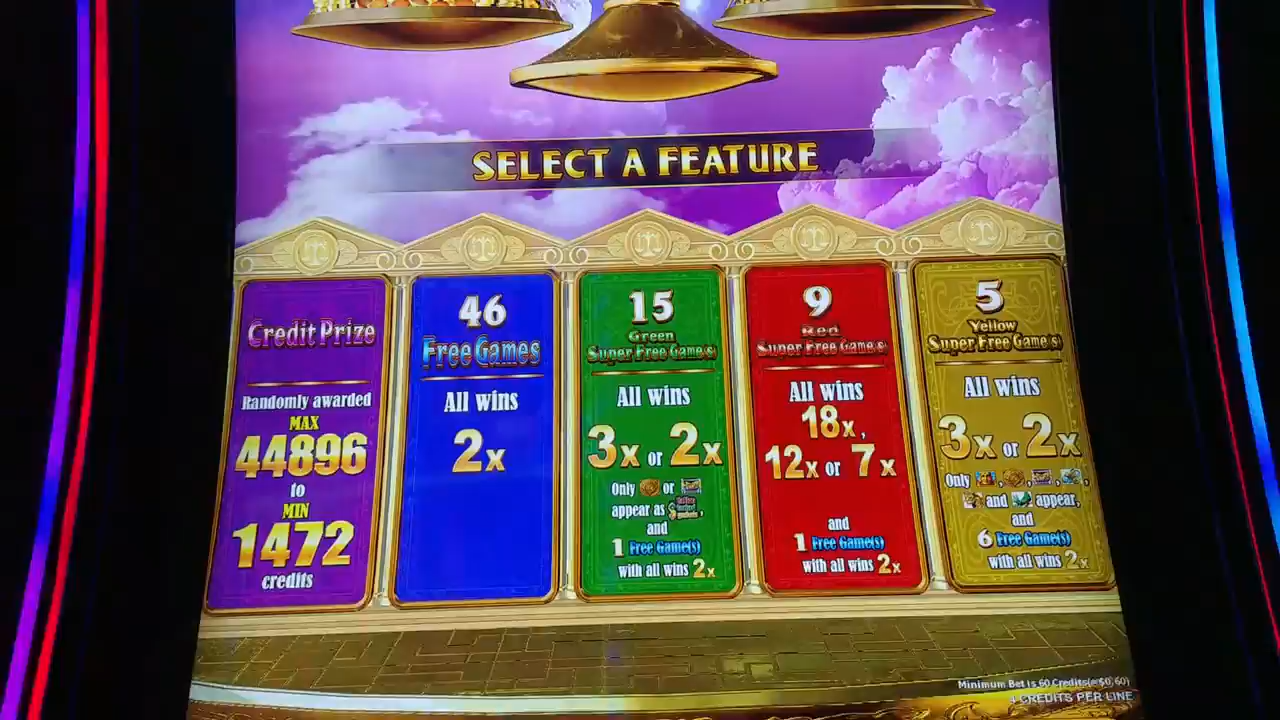 SELECT A FEATURE
Credit Prize
Randomly awarded
MAX
44896
to
MIN
1472
credits
46
Free Games
All wins
2x
15
Green
Super Free Game(s)
All wins
3x or 2x
Only or
appear as
and
1 Free Game(s)
with all wins 2x
9
Red
Super Free Game(s)
All wins
18x,
12x or 7x
and
1 Free Game(s)
with all wins 2x
5
Yellow
Super Free Game(s)
All wins
3x or 2x
Only , , , ,
and appear,
and
6 Free Game(s)
with all wins 2x
Minimum Bet is 60 Credits(=$0.60)
4 CREDITS PER LINE